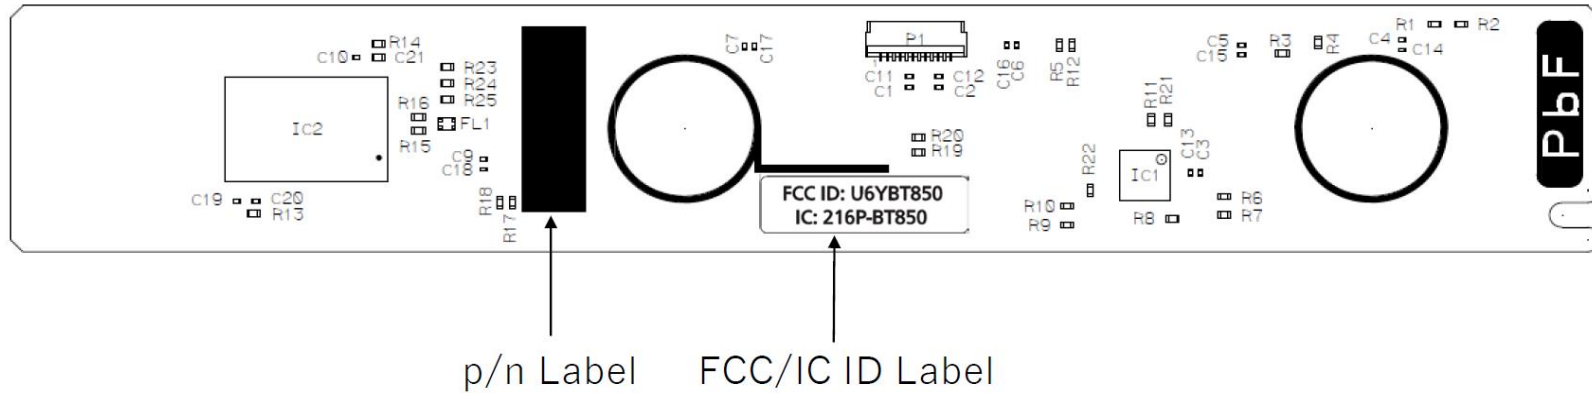 R14
C10
C21
R23
R24
R25
R16
FL1
R15
IC2
C9
C18
C19
C20
R13
R18
R17
C7
C17
P1
1
C11
C12
C1
C2
C16
C6
R5
R12
R20
R19
FCC ID: U6YBT850
IC: 216P-BT850
R22
R10
R9
R11
R21
C13
C3
IC1
R6
R7
R8
C5
C15
R3
R4
R1
R2
C4
C14
PbF
p/n Label
FCC/IC ID Label